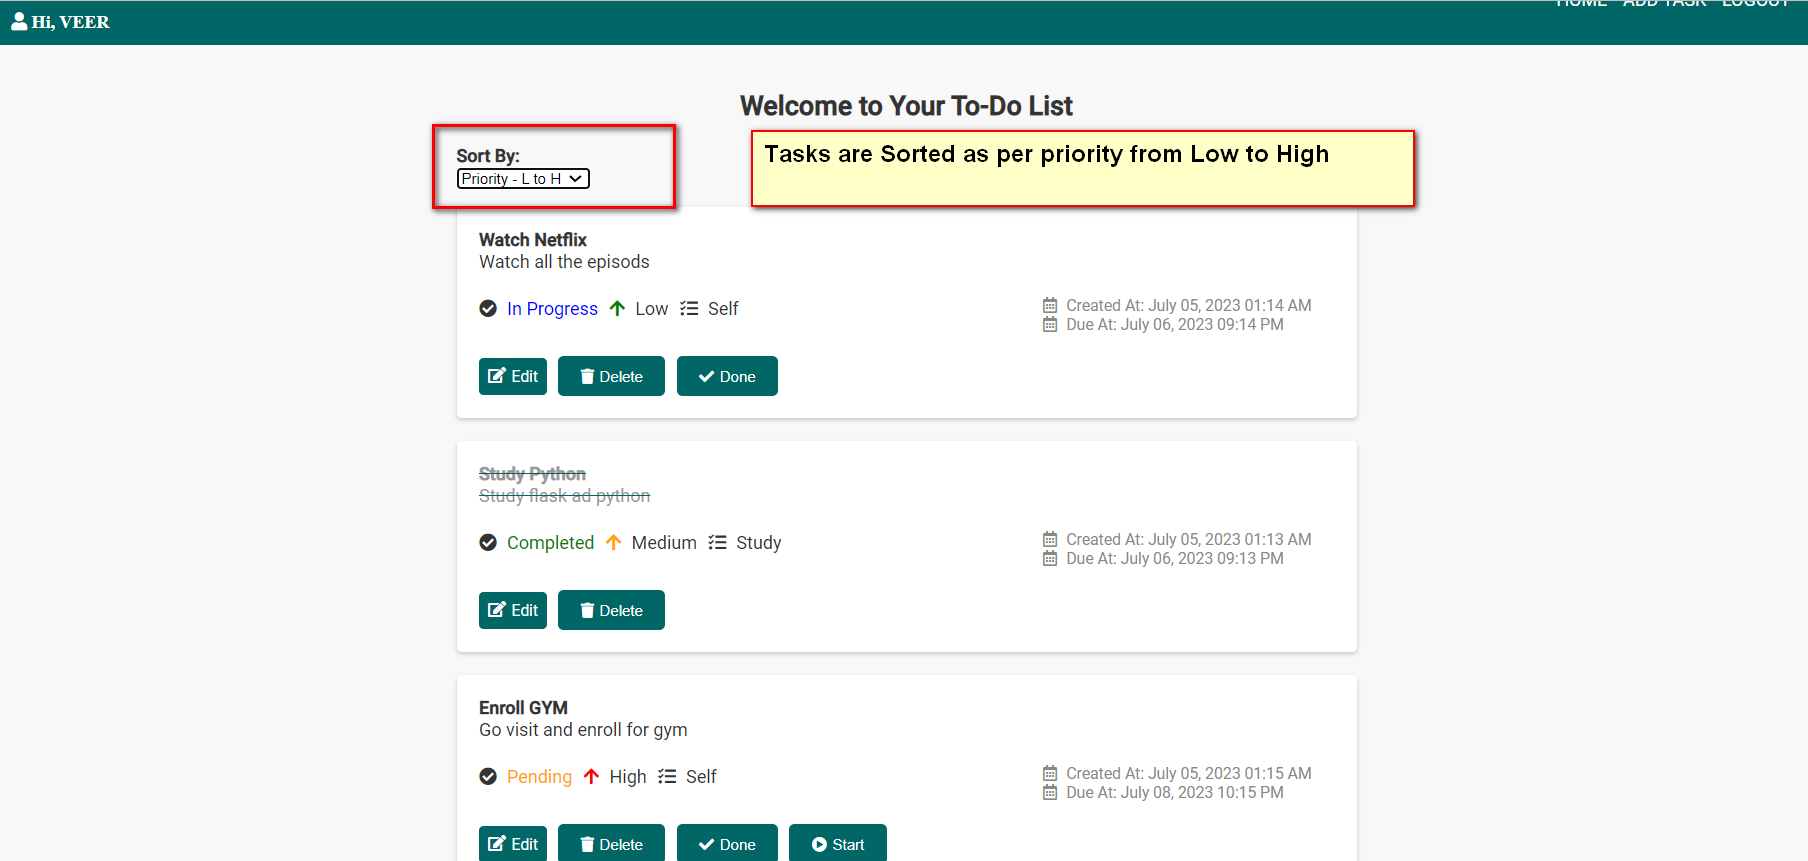 HOME ADD TASK LOGOUT
Hi, VEER
Welcome to Your To-Do List
Sort By:
Priority - L to H
Tasks are Sorted as per priority from Low to High
Watch Netflix
Watch all the episods
In Progress Low Self
Created At: July 05, 2023 01:14 AM
Due At: July 06, 2023 09:14 PM
Edit Delete Done
Study Python
Study flask ad python
Completed Medium Study
Created At: July 05, 2023 01:13 AM
Due At: July 06, 2023 09:13 PM
Edit Delete
Enroll GYM
Go visit and enroll for gym
Pending High Self
Created At: July 05, 2023 01:15 AM
Due At: July 08, 2023 10:15 PM
Edit Delete Done Start